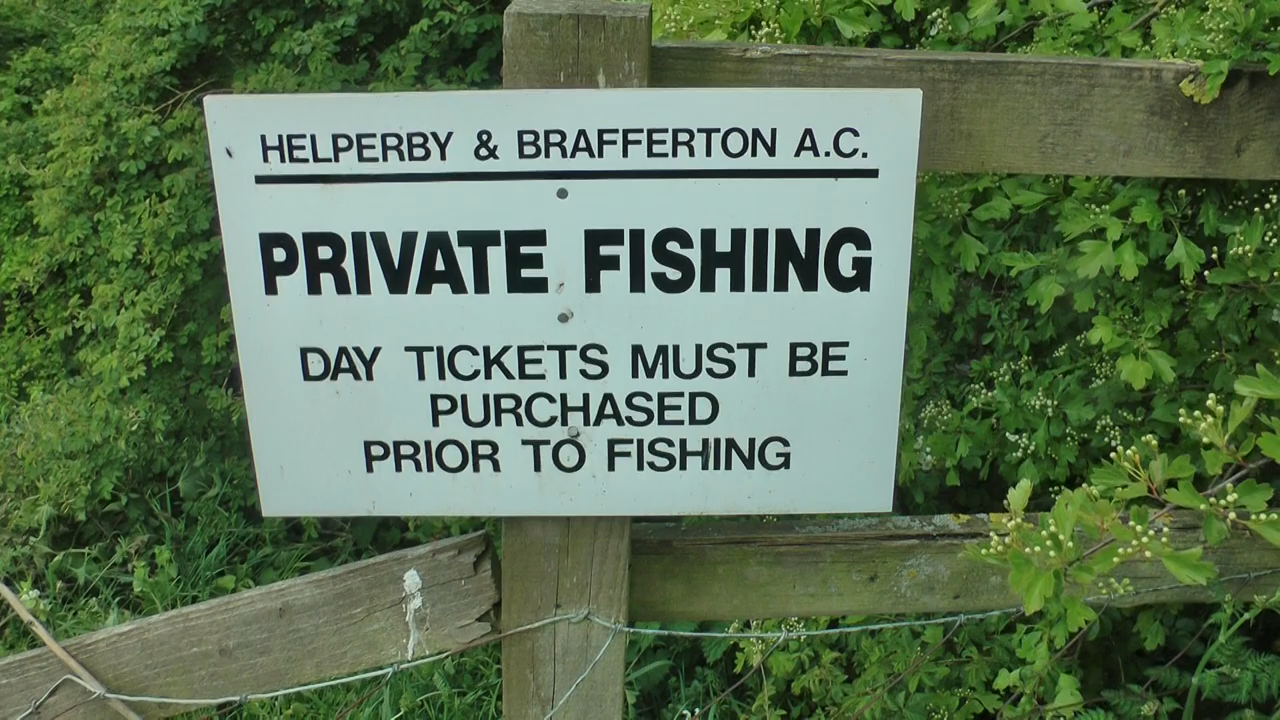 HELPERBY & BRAFFERTON A.C.
PRIVATE FISHING
DAY TICKETS MUST BE
PURCHASED
PRIOR TO FISHING